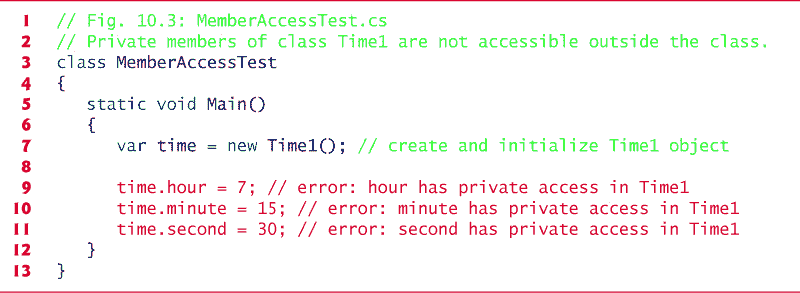 1 // Fig. 10.3: MemberAccessTest.cs
2 // Private members of class Time1 are not accessible outside the class.
3 class MemberAccessTest
4 {
5    static void Main()
6    {
7       var time = new Time1(); // create and initialize Time1 object
8
9       time.hour = 7; // error: hour has private access in Time1
10       time.minute = 15; // error: minute has private access in Time1
11       time.second = 30; // error: second has private access in Time1
12    }
13 }